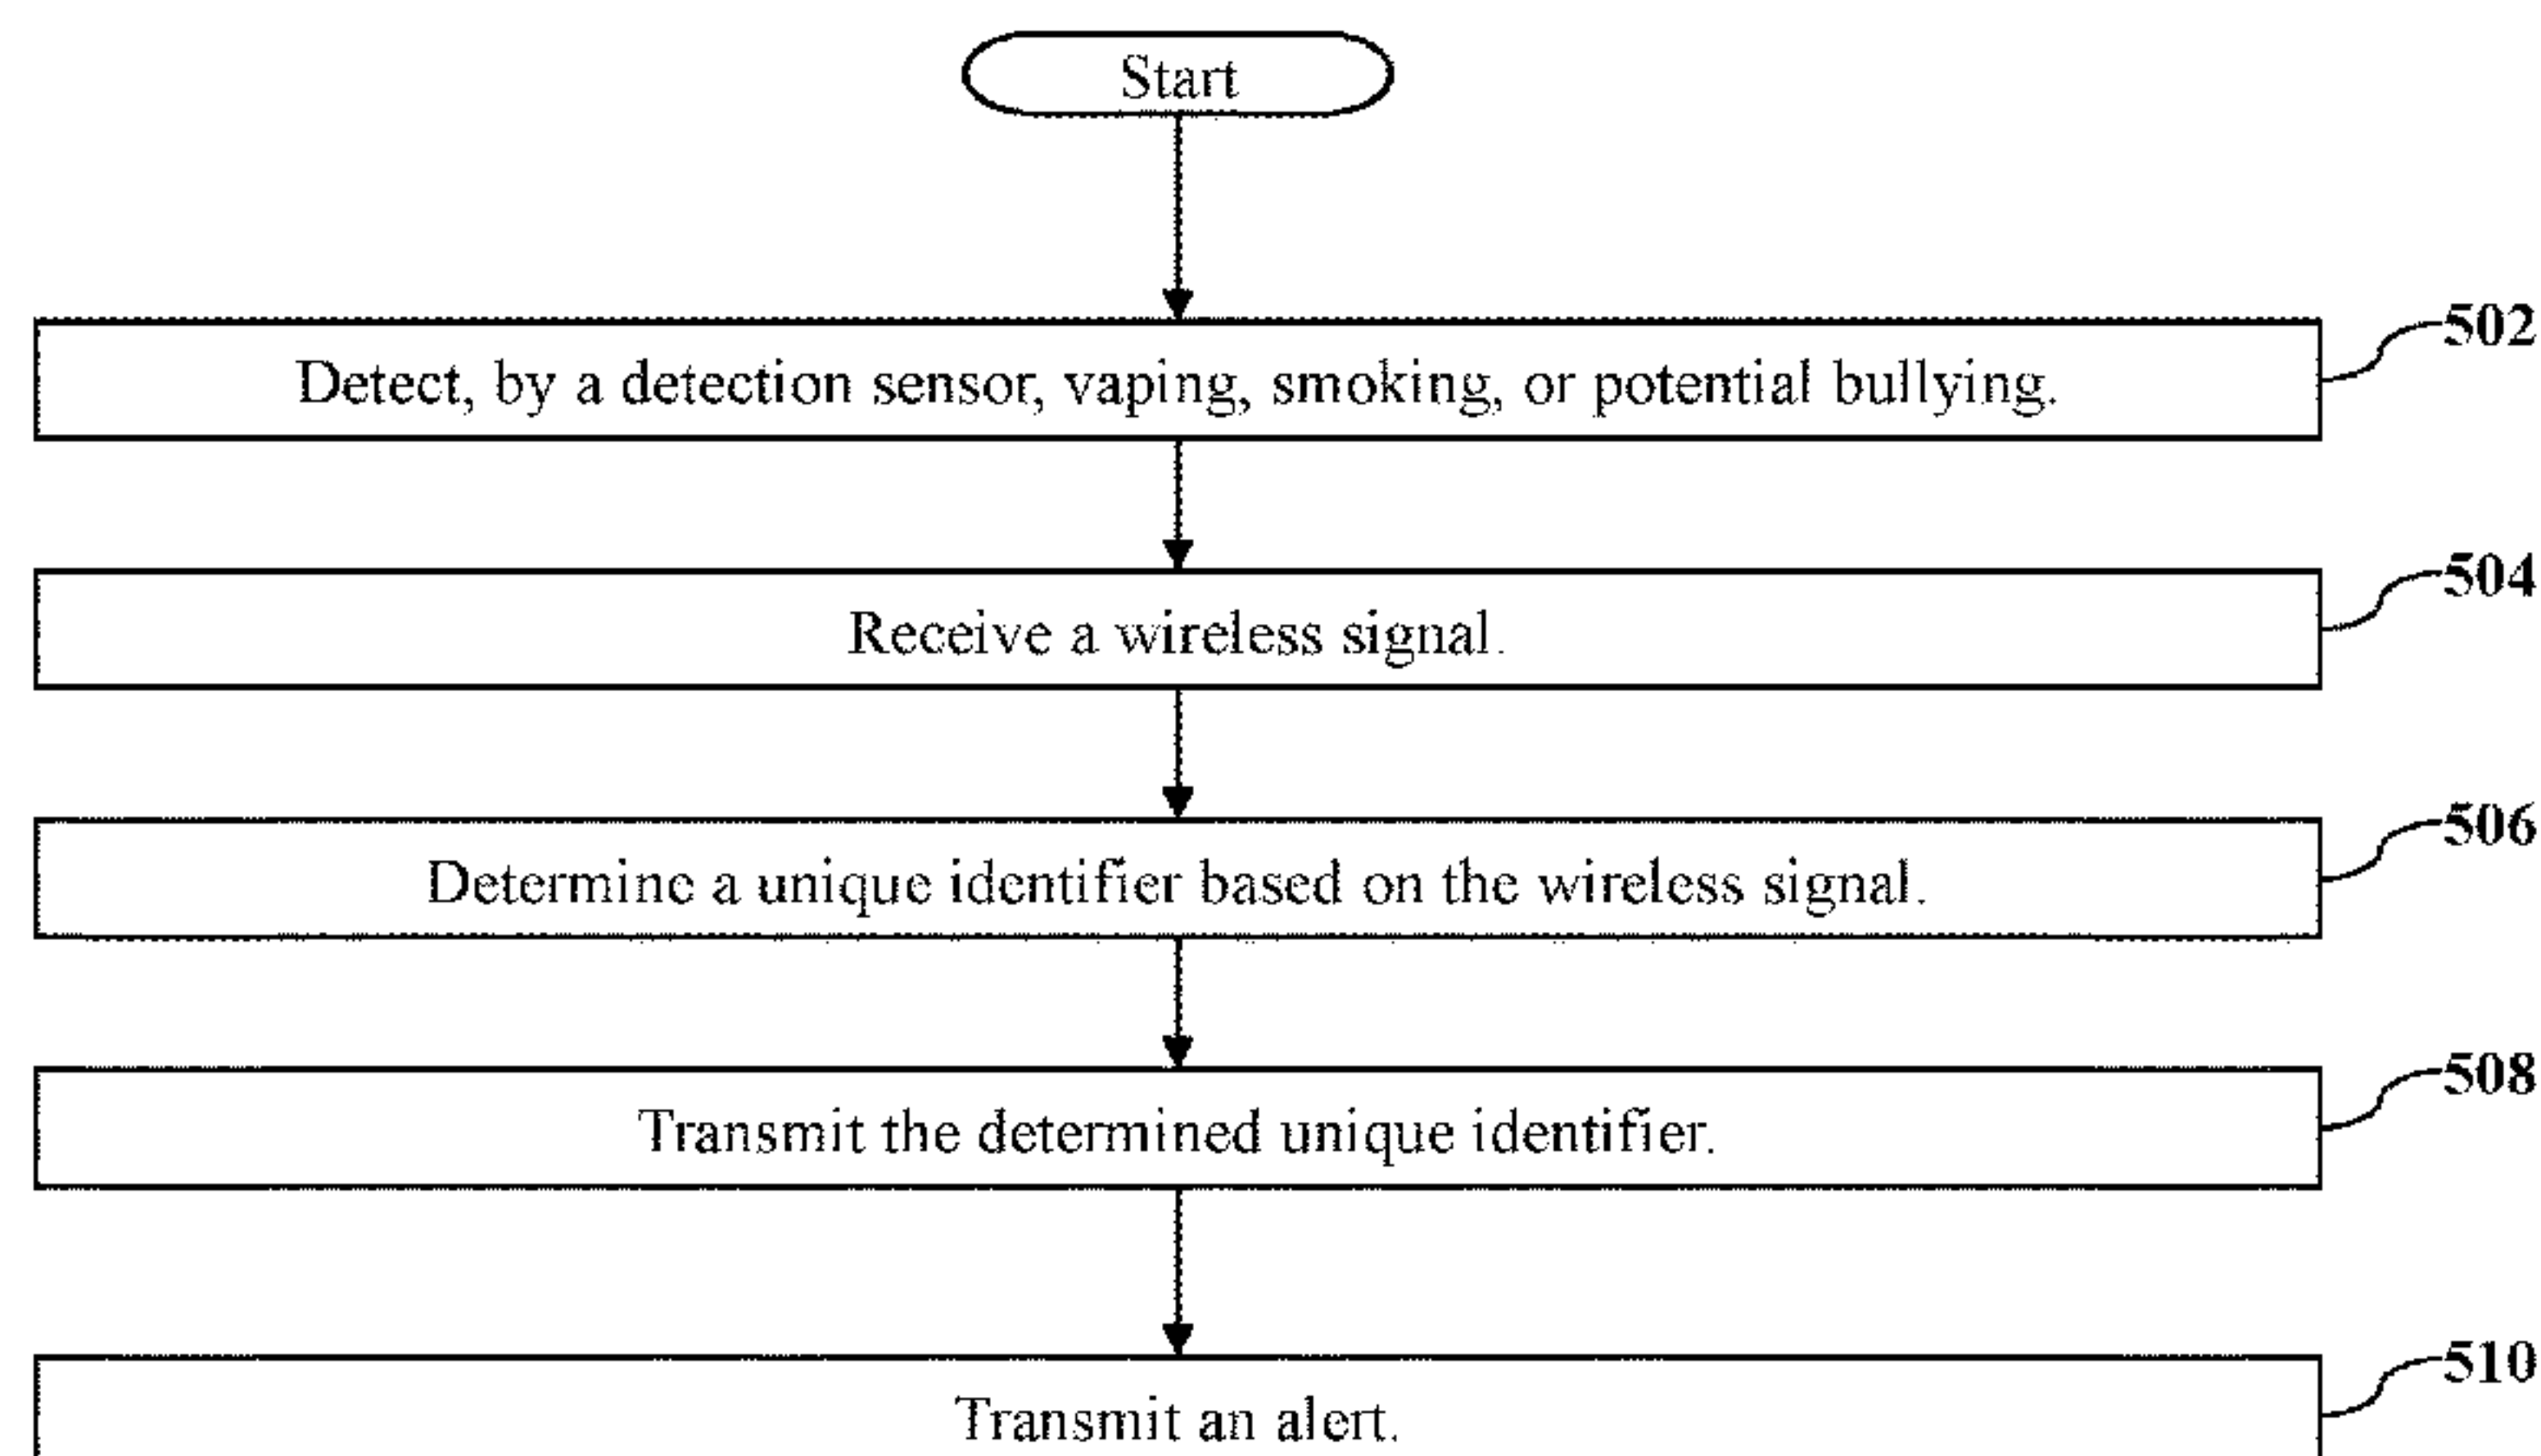 Start
502
Detect, by a detection sensor, vaping, smoking, or potential bullying.
504
Receive a wireless signal.
506
Determine a unique identifier based on the wireless signal.
508
Transmit the determined unique identifier.
510
Transmit an alert.